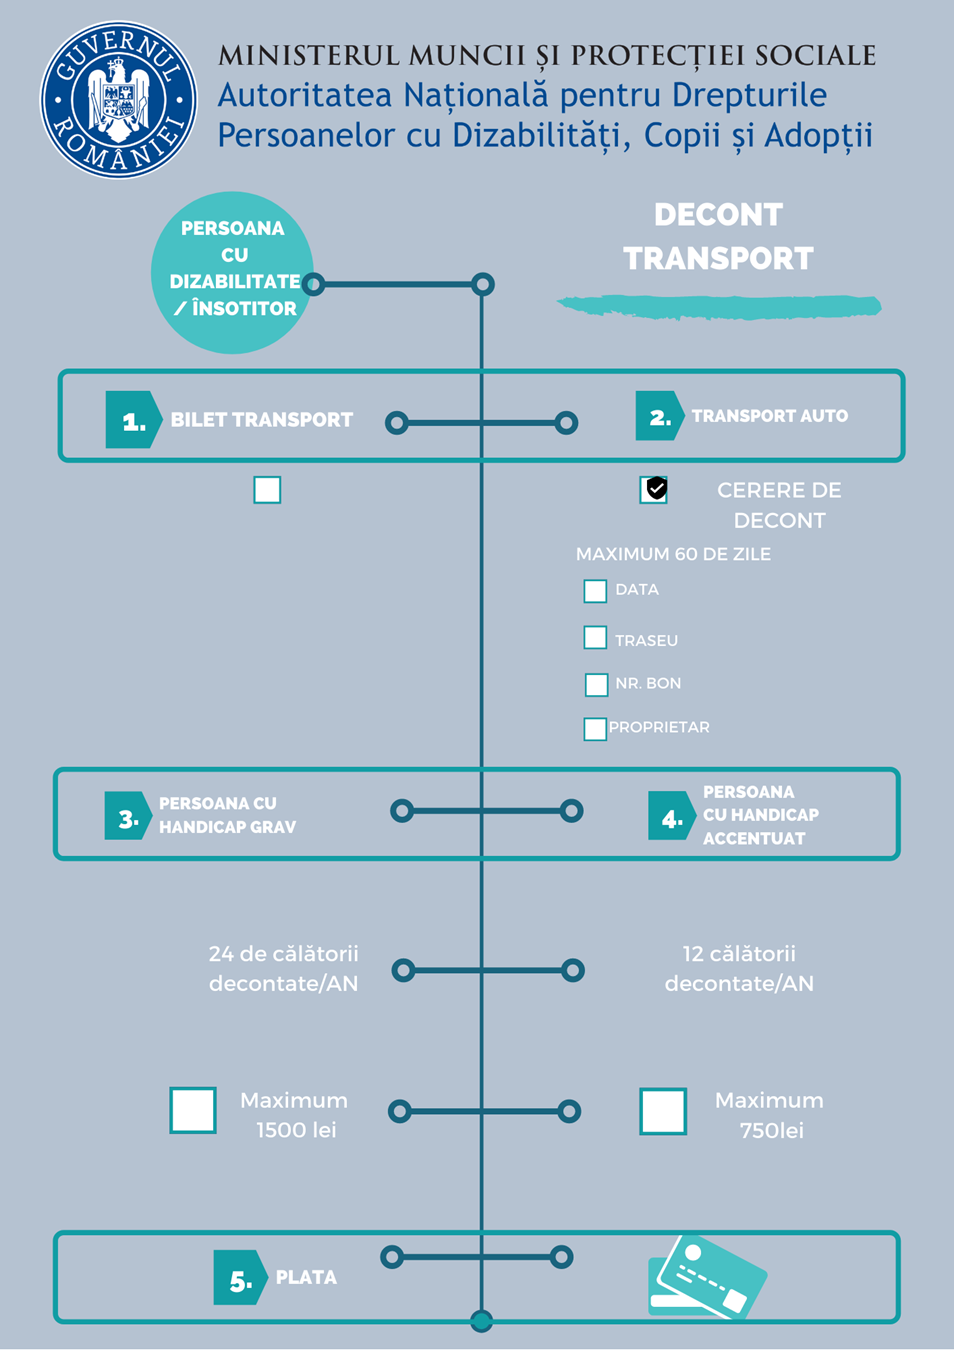 GUVERNUL ROMÂNIEI
MINISTERUL MUNCII ȘI PROTECȚIEI SOCIALE
Autoritatea Națională pentru Drepturile
Persoanelor cu Dizabilități, Copii și Adopții
PERSOANA
CU
DIZABILITATE
/ ÎNSOTITOR
DECONT
TRANSPORT
1. BILET TRANSPORT
2. TRANSPORT AUTO
CERERE DE
DECONT
MAXIMUM 60 DE ZILE
DATA
TRASEU
NR. BON
PROPRIETAR
3. PERSOANA CU
HANDICAP GRAV
4. PERSOANA
CU HANDICAP
ACCENTUAT
24 de călătorii
decontate/AN
12 călătorii
decontate/AN
Maximum
1500 lei
Maximum
750lei
5. PLATA